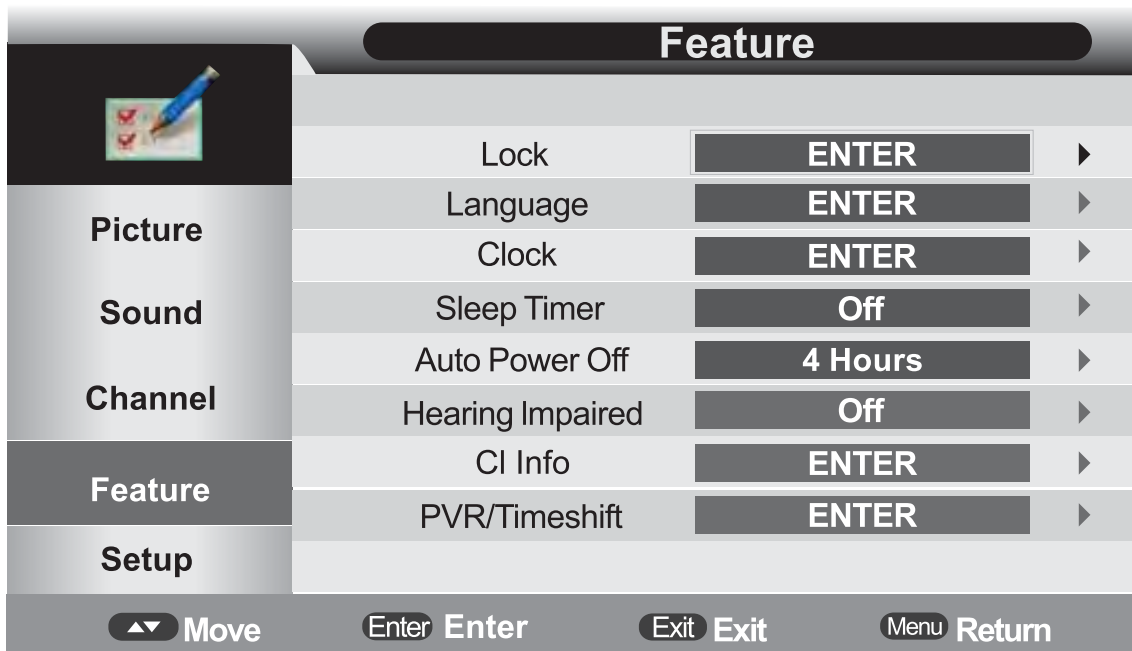 Feature
Lock ENTER
Language ENTER
Clock ENTER
Sleep Timer Off
Auto Power Off 4 Hours
Hearing Impaired Off
CI Info ENTER
PVR/Timeshift ENTER
Picture
Sound
Channel
Feature
Setup
Move Enter Enter Exit Exit Menu Return